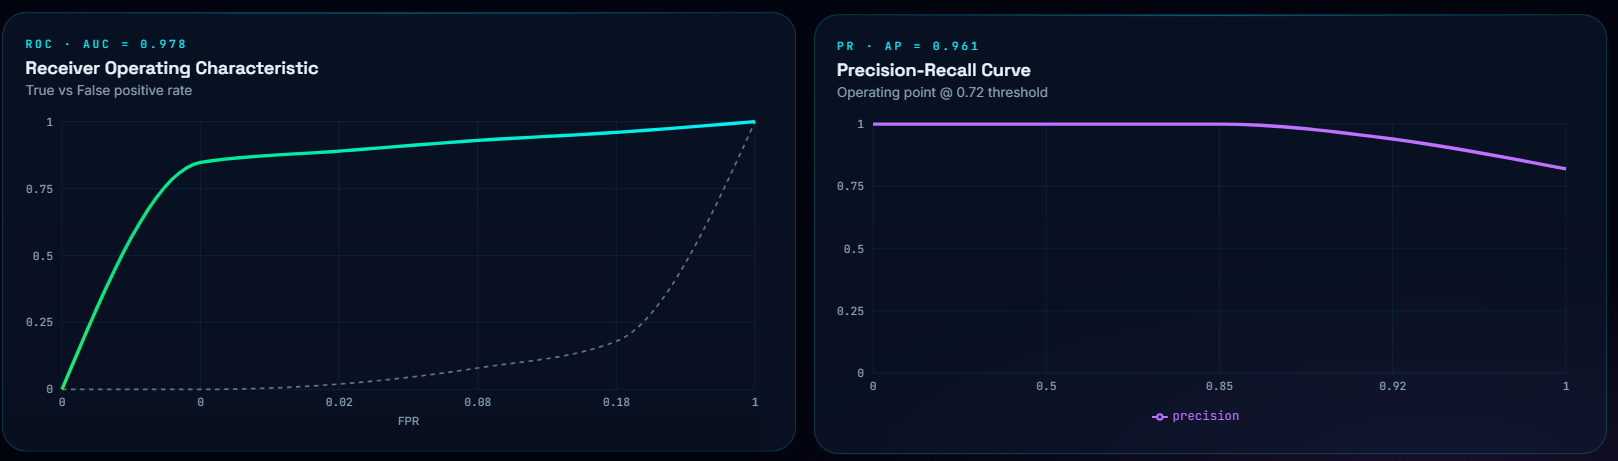 ROC · AUC = 0.978
Receiver Operating Characteristic
True vs False positive rate
1
0.75
0.5
0.25
0
0 0 0.02 0.08 0.18 1
FPR
PR · AP = 0.961
Precision-Recall Curve
Operating point @ 0.72 threshold
1
0.75
0.5
0.25
0
0 0.5 0.85 0.92 1
precision